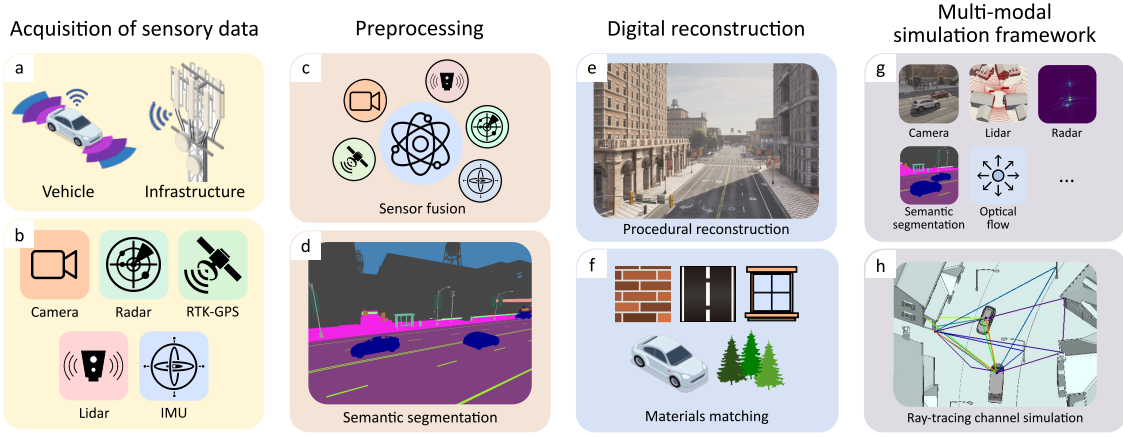 Acquisition of sensory data
Preprocessing
Digital reconstruction
Multi-modal
simulation framework
a
Vehicle
Infrastructure
b
Camera
Radar
RTK-GPS
Lidar
IMU
c
Sensor fusion
d
Semantic segmentation
e
Procedural reconstruction
f
Materials matching
g
Camera
Lidar
Radar
Semantic
segmentation
Optical
flow
...
h
Ray-tracing channel simulation